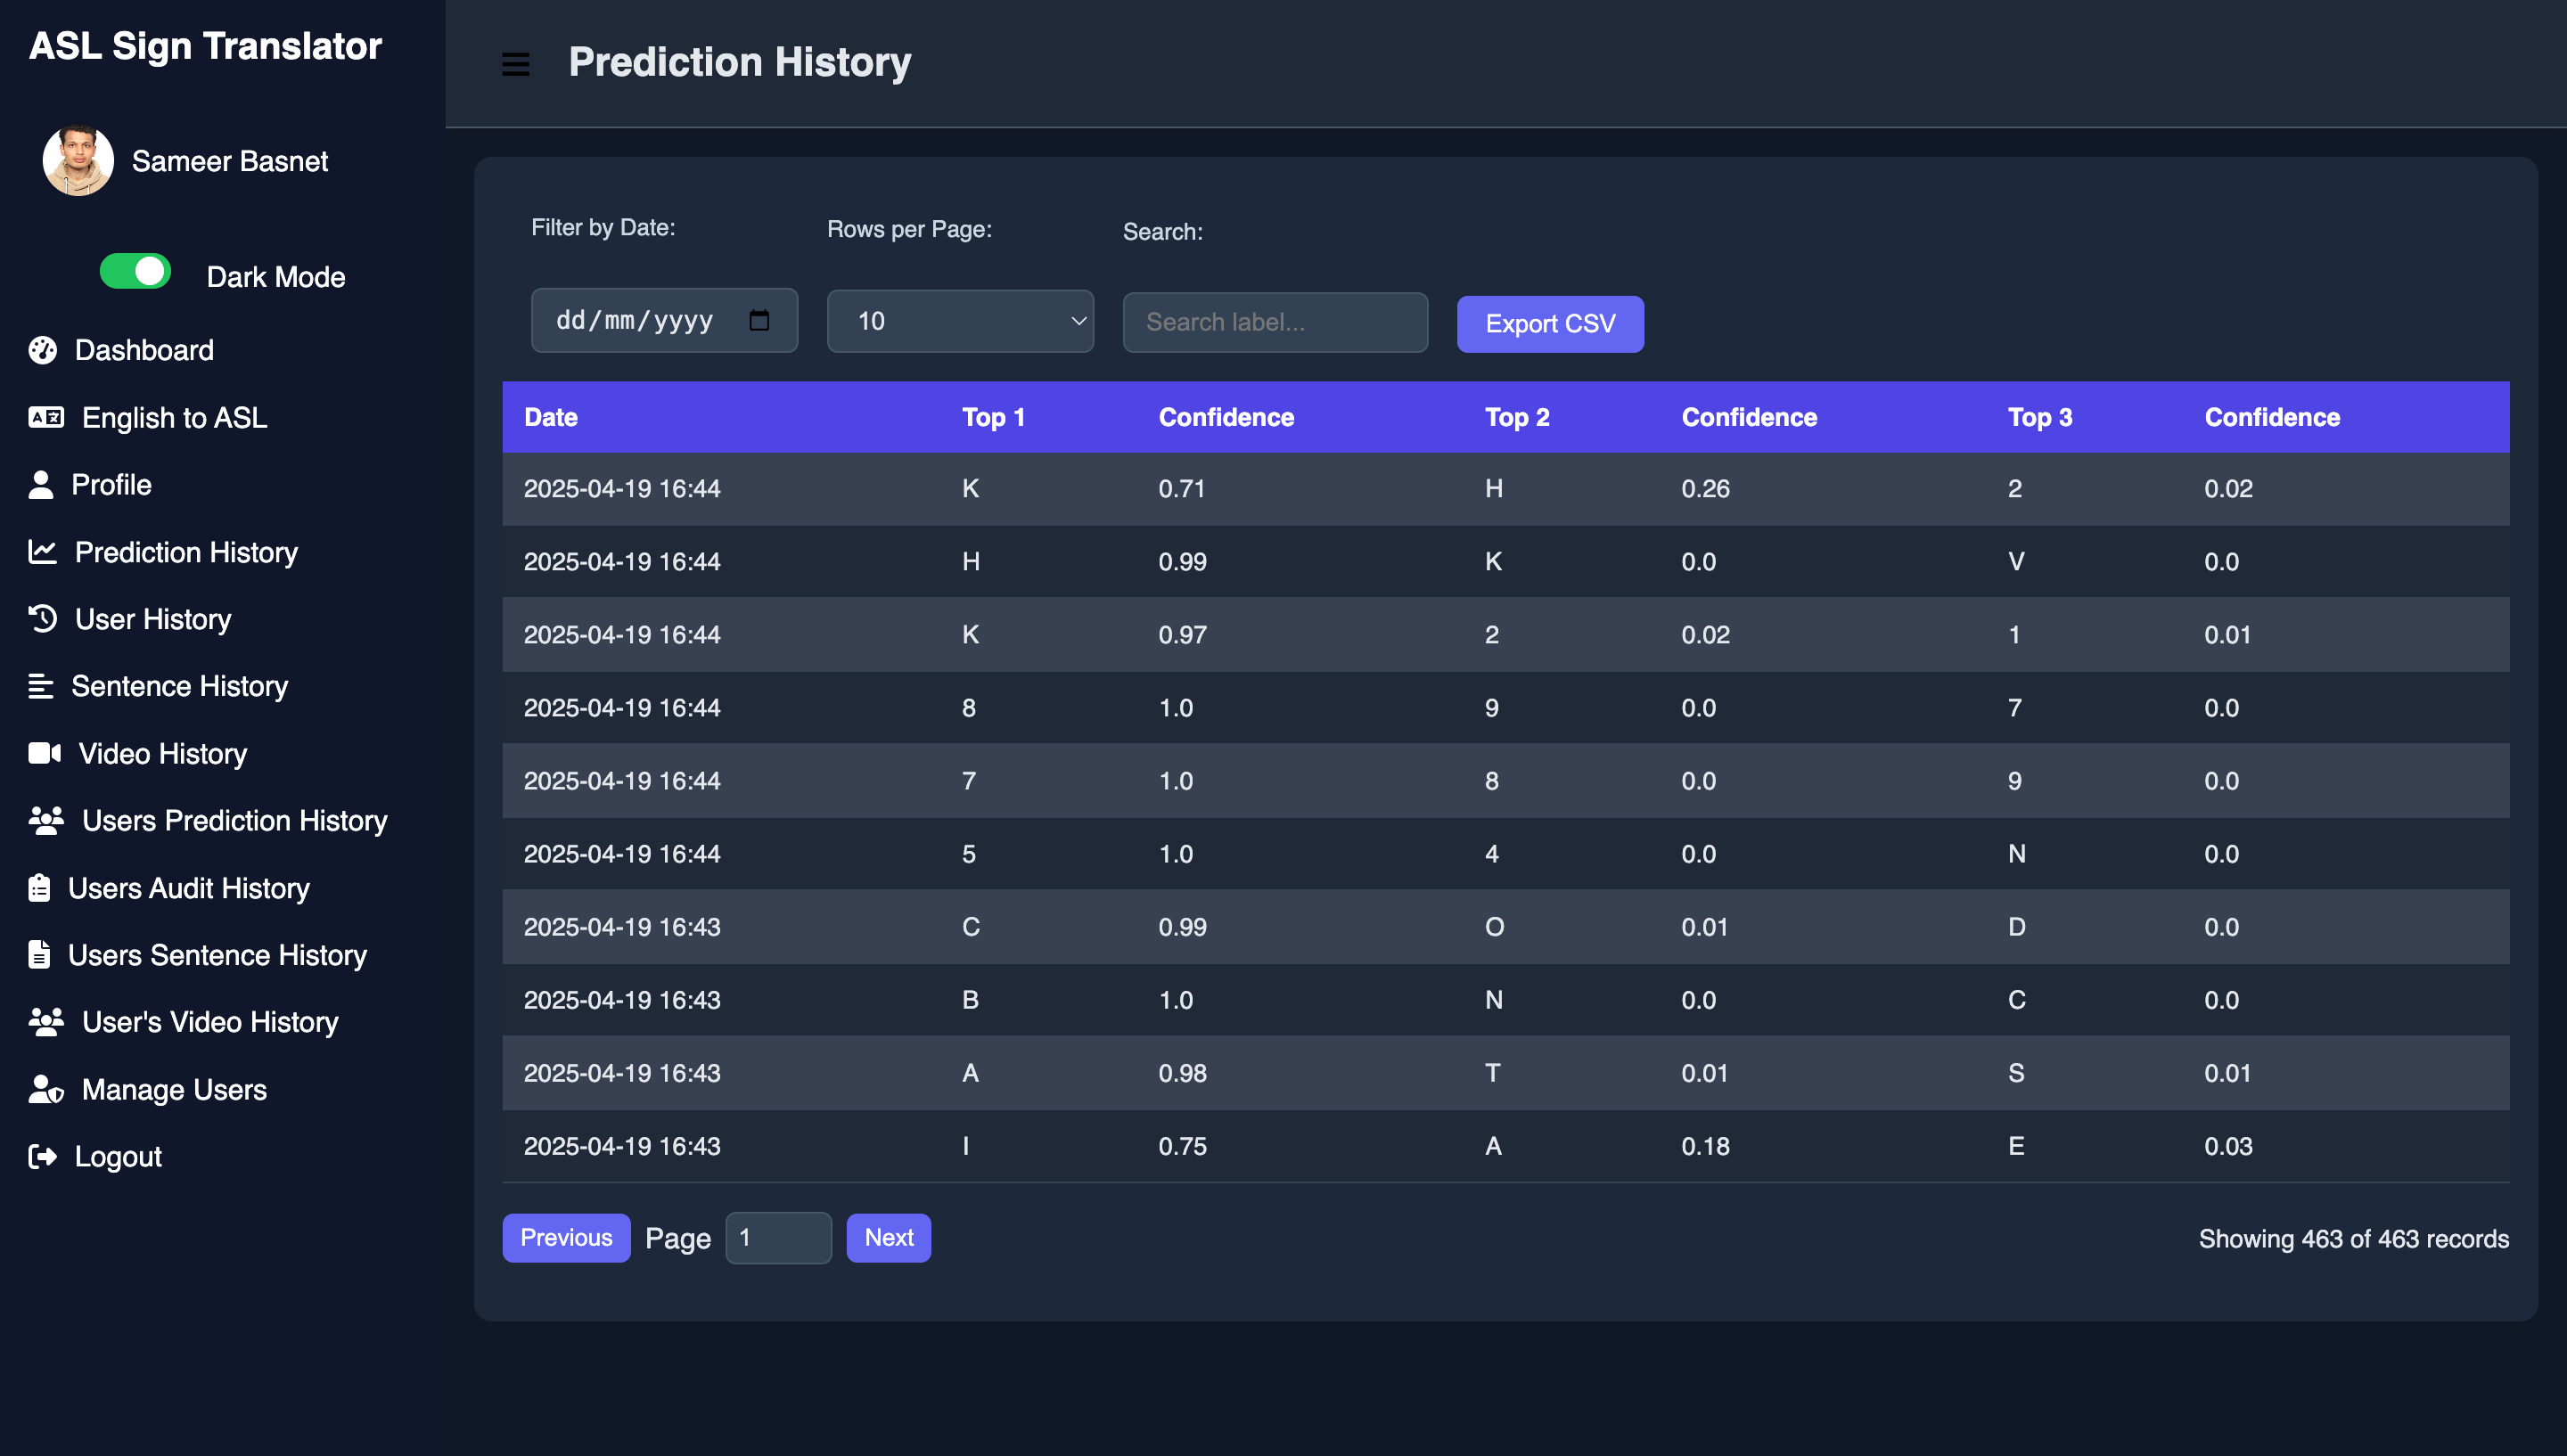 ASL Sign Translator
Sameer Basnet
Dark Mode
Dashboard
English to ASL
Profile
Prediction History
User History
Sentence History
Video History
Users Prediction History
Users Audit History
Users Sentence History
User's Video History
Manage Users
Logout
Prediction History
Filter by Date: Rows per Page: Search:
dd/mm/yyyy 10 Search label... Export CSV
Date Top 1 Confidence Top 2 Confidence Top 3 Confidence
2025-04-19 16:44 K 0.71 H 0.26 2 0.02
2025-04-19 16:44 H 0.99 K 0.0 V 0.0
2025-04-19 16:44 K 0.97 2 0.02 1 0.01
2025-04-19 16:44 8 1.0 9 0.0 7 0.0
2025-04-19 16:44 7 1.0 8 0.0 9 0.0
2025-04-19 16:44 5 1.0 4 0.0 N 0.0
2025-04-19 16:43 C 0.99 O 0.01 D 0.0
2025-04-19 16:43 B 1.0 N 0.0 C 0.0
2025-04-19 16:43 A 0.98 T 0.01 S 0.01
2025-04-19 16:43 I 0.75 A 0.18 E 0.03
Previous Page 1 Next Showing 463 of 463 records